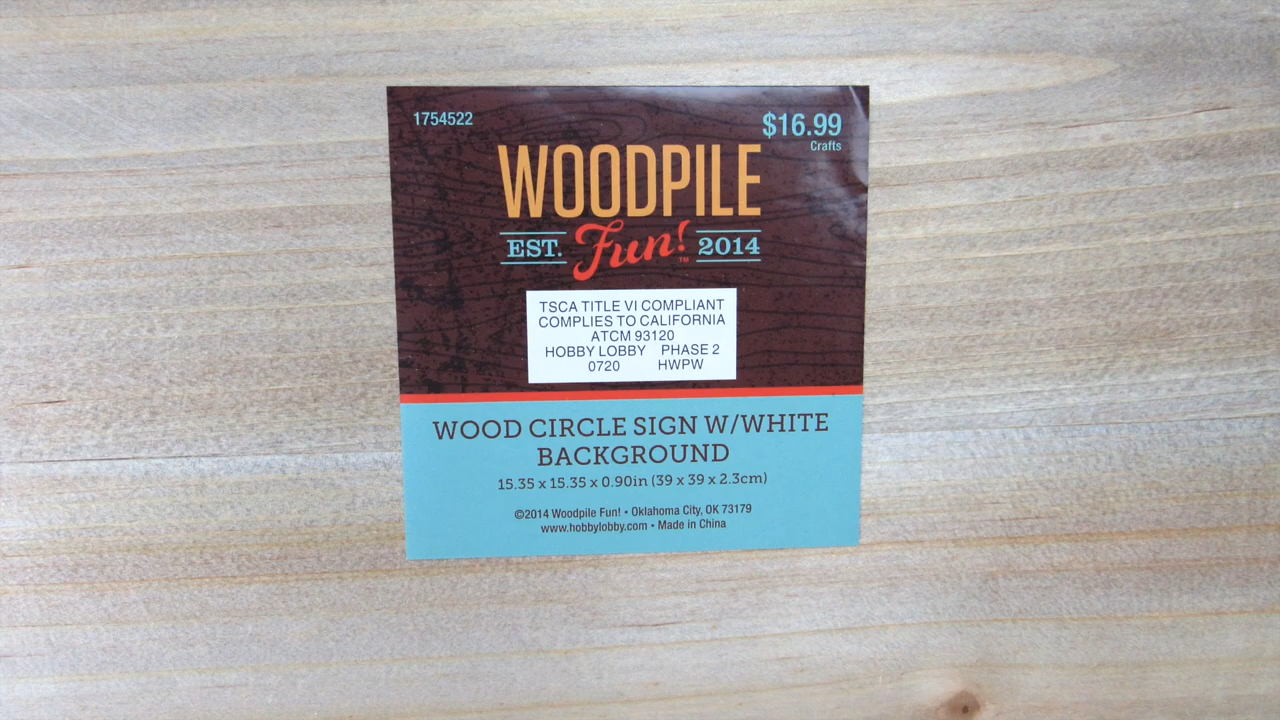 1754522
$16.99
Crafts
WOODPILE
EST. Fun!™ 2014
TSCA TITLE VI COMPLIANT
COMPLIES TO CALIFORNIA
ATCM 93120
HOBBY LOBBY PHASE 2
0720 HWPW
WOOD CIRCLE SIGN W/WHITE
BACKGROUND
15.35 x 15.35 x 0.90in (39 x 39 x 2.3cm)
©2014 Woodpile Fun! • Oklahoma City, OK 73179
www.hobbylobby.com • Made in China